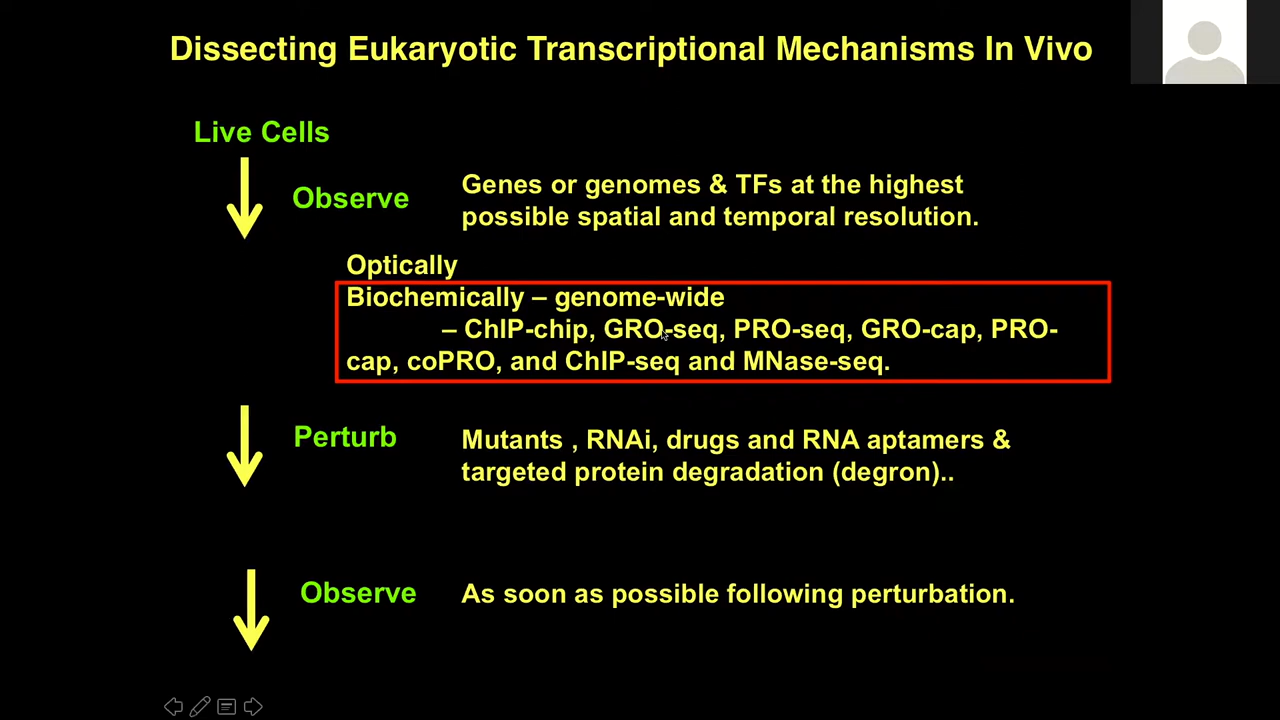 Dissecting Eukaryotic Transcriptional Mechanisms In Vivo
Live Cells
Observe
Genes or genomes & TFs at the highest
possible spatial and temporal resolution.
Optically
Biochemically – genome-wide
– ChIP-chip, GRO-seq, PRO-seq, GRO-cap, PRO-
cap, coPRO, and ChIP-seq and MNase-seq.
Perturb
Mutants , RNAi, drugs and RNA aptamers &
targeted protein degradation (degron)..
Observe
As soon as possible following perturbation.